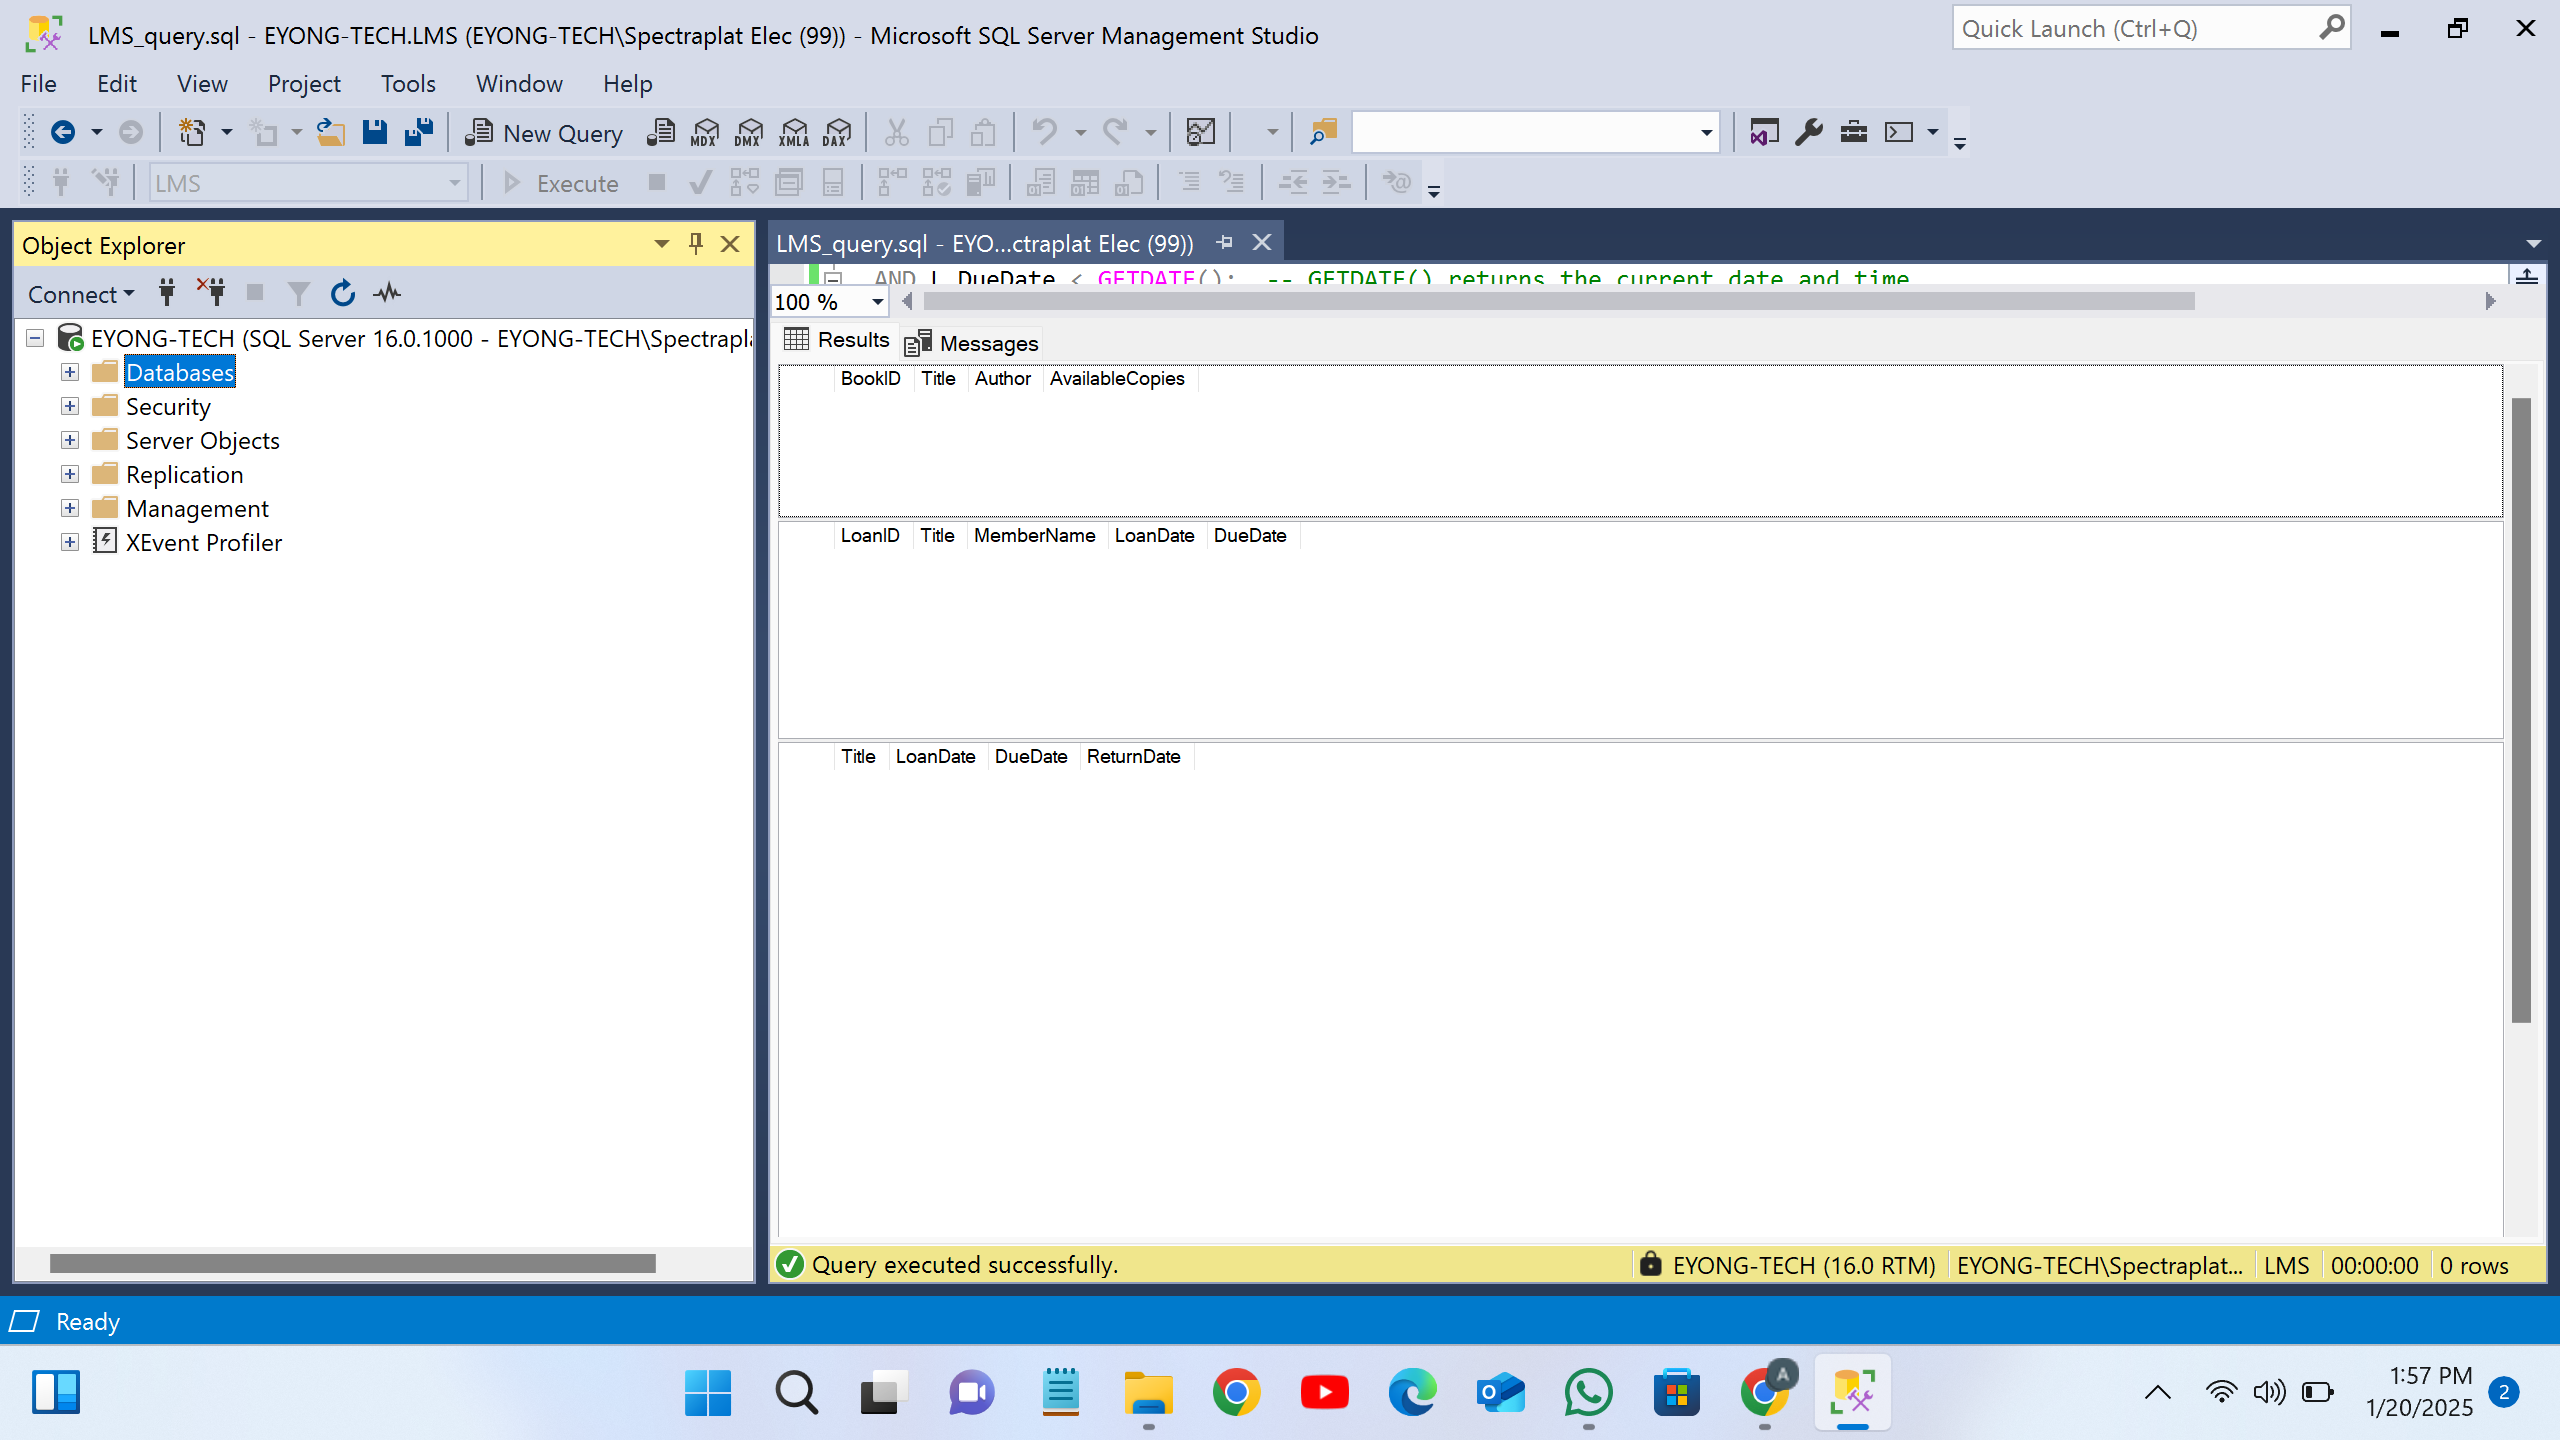 LMS_query.sql - EYONG-TECH.LMS (EYONG-TECH\Spectraplat Elec (99)) - Microsoft SQL Server Management Studio
Quick Launch (Ctrl+Q)
File Edit View Project Tools Window Help
New Query MDX DMX XMLA DAX
LMS Execute
Object Explorer
Connect
EYONG-TECH (SQL Server 16.0.1000 - EYONG-TECH\Spectrapl
Databases
Security
Server Objects
Replication
Management
XEvent Profiler
LMS_query.sql - EYO...ctraplat Elec (99))
AND L.DueDate < GETDATE(); -- GETDATE() returns the current date and time
100 %
Results Messages
BookID Title Author AvailableCopies
LoanID Title MemberName LoanDate DueDate
Title LoanDate DueDate ReturnDate
Query executed successfully. EYONG-TECH (16.0 RTM) EYONG-TECH\Spectraplat... LMS 00:00:00 0 rows
Ready
A
1:57 PM
1/20/2025
2